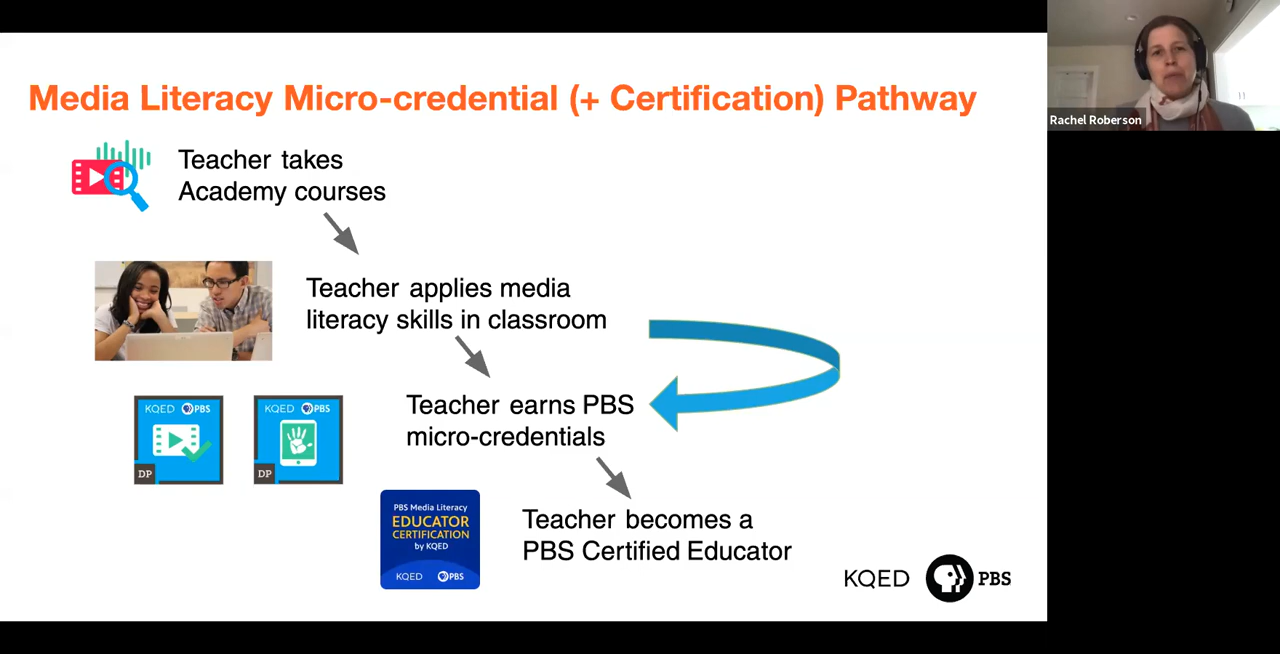 Media Literacy Micro-credential (+ Certification) Pathway
Rachel Roberson
Teacher takes
Academy courses
Teacher applies media
literacy skills in classroom
Teacher earns PBS
micro-credentials
KQED PBS
DP
KQED PBS
DP
PBS Media Literacy
EDUCATOR
CERTIFICATION
by KQED
KQED PBS
Teacher becomes a
PBS Certified Educator
KQED PBS